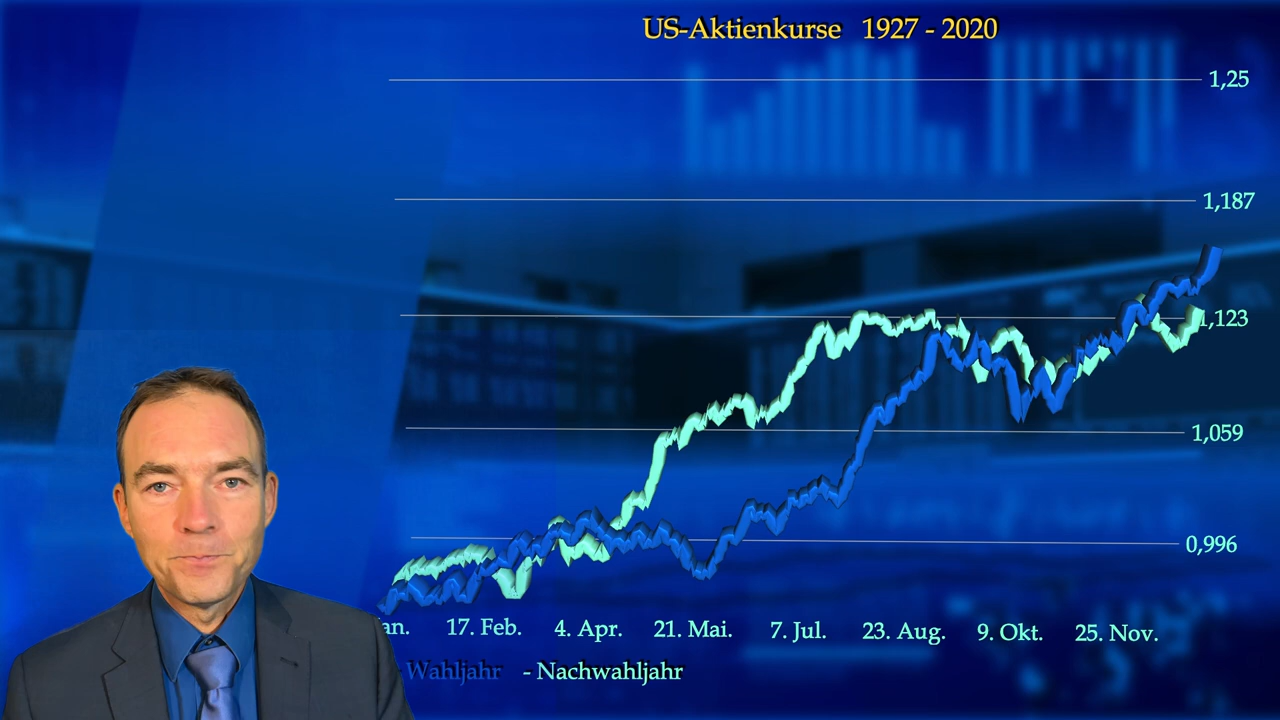 US-Aktienkurse 1927 - 2020
1,25
1,187
1,123
1,059
0,996
an. 17. Feb. 4. Apr. 21. Mai. 7. Jul. 23. Aug. 9. Okt. 25. Nov.
- Wahljahr - Nachwahljahr